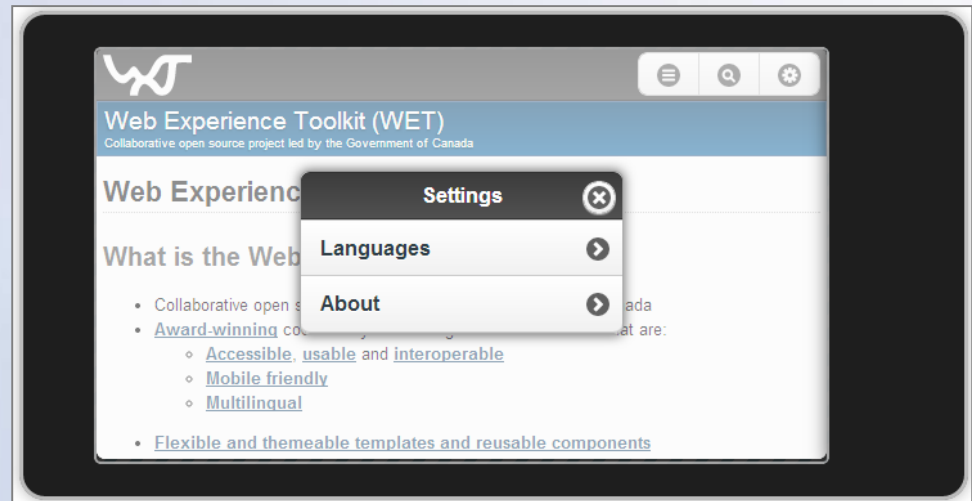 WET
Web Experience Toolkit (WET)
Collaborative open source project led by the Government of Canada
Web Experienc
Settings
What is the Web
Languages
About
Collaborative open s ada
Award-winning co at are:
Accessible, usable and interoperable
Mobile friendly
Multilingual
Flexible and themeable templates and reusable components